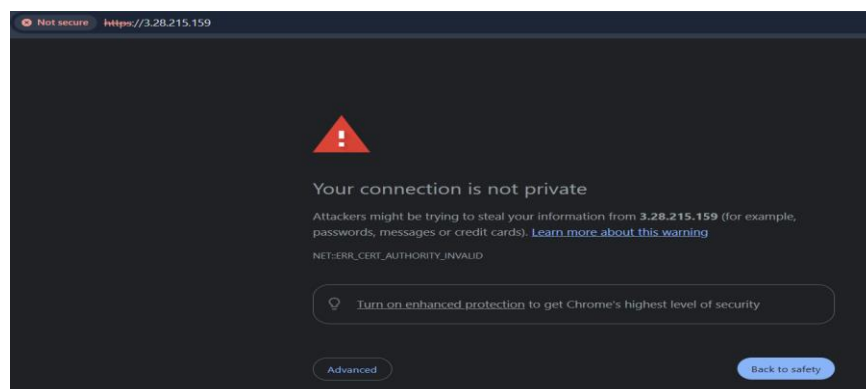 Not secure https://3.28.215.159
Your connection is not private
Attackers might be trying to steal your information from 3.28.215.159 (for example,
passwords, messages or credit cards). Learn more about this warning
NET::ERR_CERT_AUTHORITY_INVALID
Turn on enhanced protection to get Chrome's highest level of security
Advanced
Back to safety